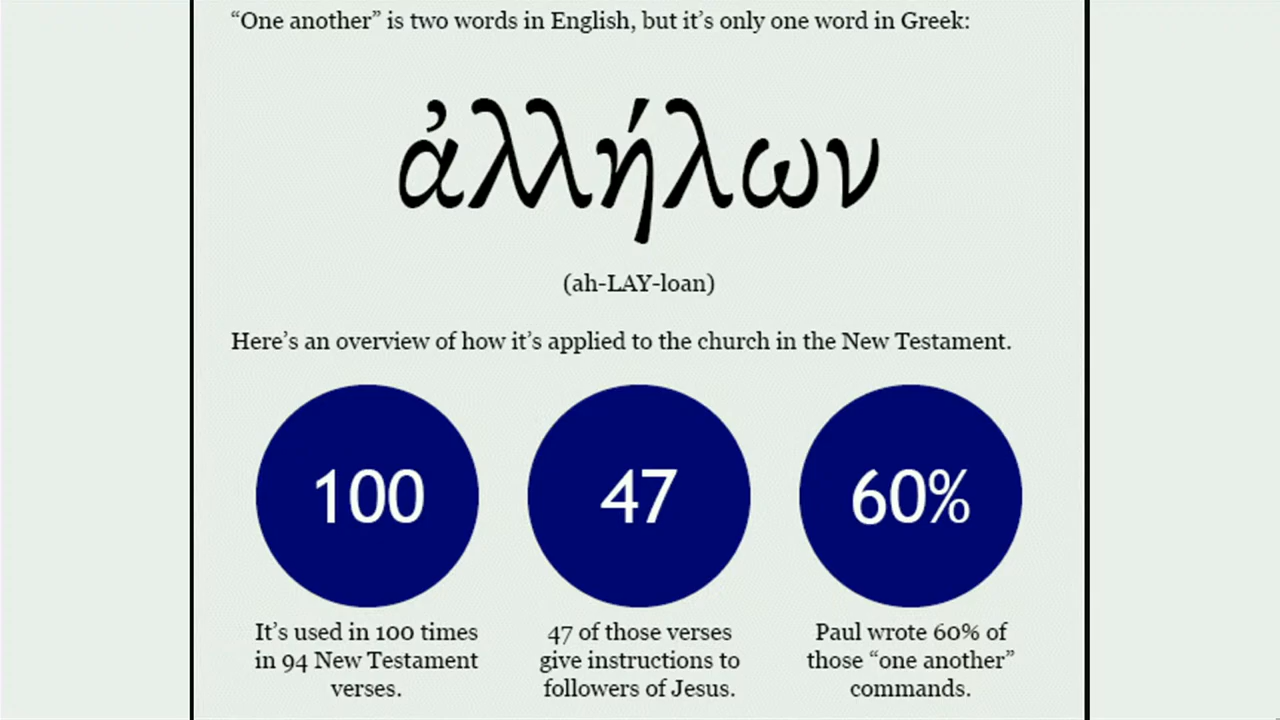 “One another” is two words in English, but it’s only one word in Greek:
ἀλλήλων
(ah-LAY-loan)
Here’s an overview of how it’s applied to the church in the New Testament.
100
47
60%
It’s used in 100 times
in 94 New Testament
verses.
47 of those verses
give instructions to
followers of Jesus.
Paul wrote 60% of
those “one another”
commands.